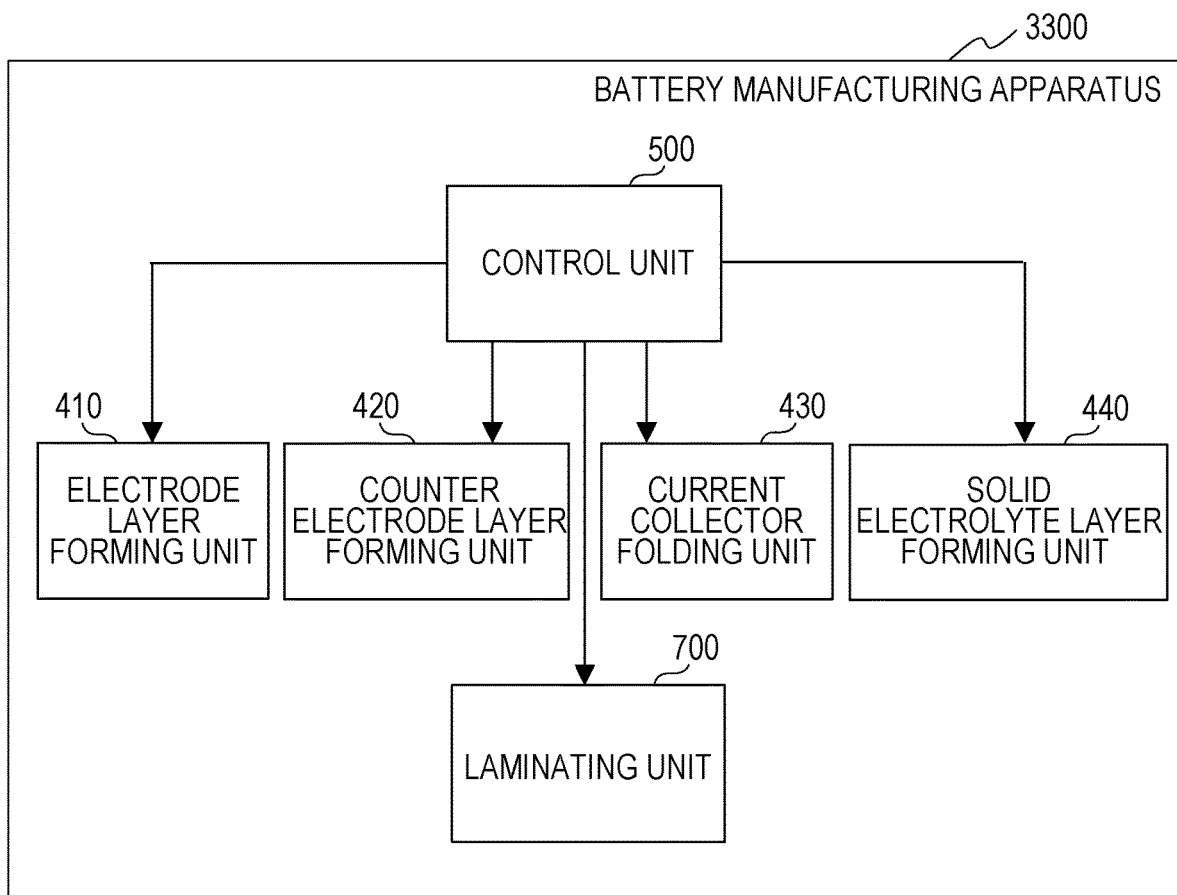 3300
BATTERY MANUFACTURING APPARATUS
500
CONTROL UNIT
410
ELECTRODE
LAYER
FORMING UNIT
420
COUNTER
ELECTRODE LAYER
FORMING UNIT
430
CURRENT
COLLECTOR
FOLDING UNIT
440
SOLID
ELECTROLYTE LAYER
FORMING UNIT
700
LAMINATING UNIT